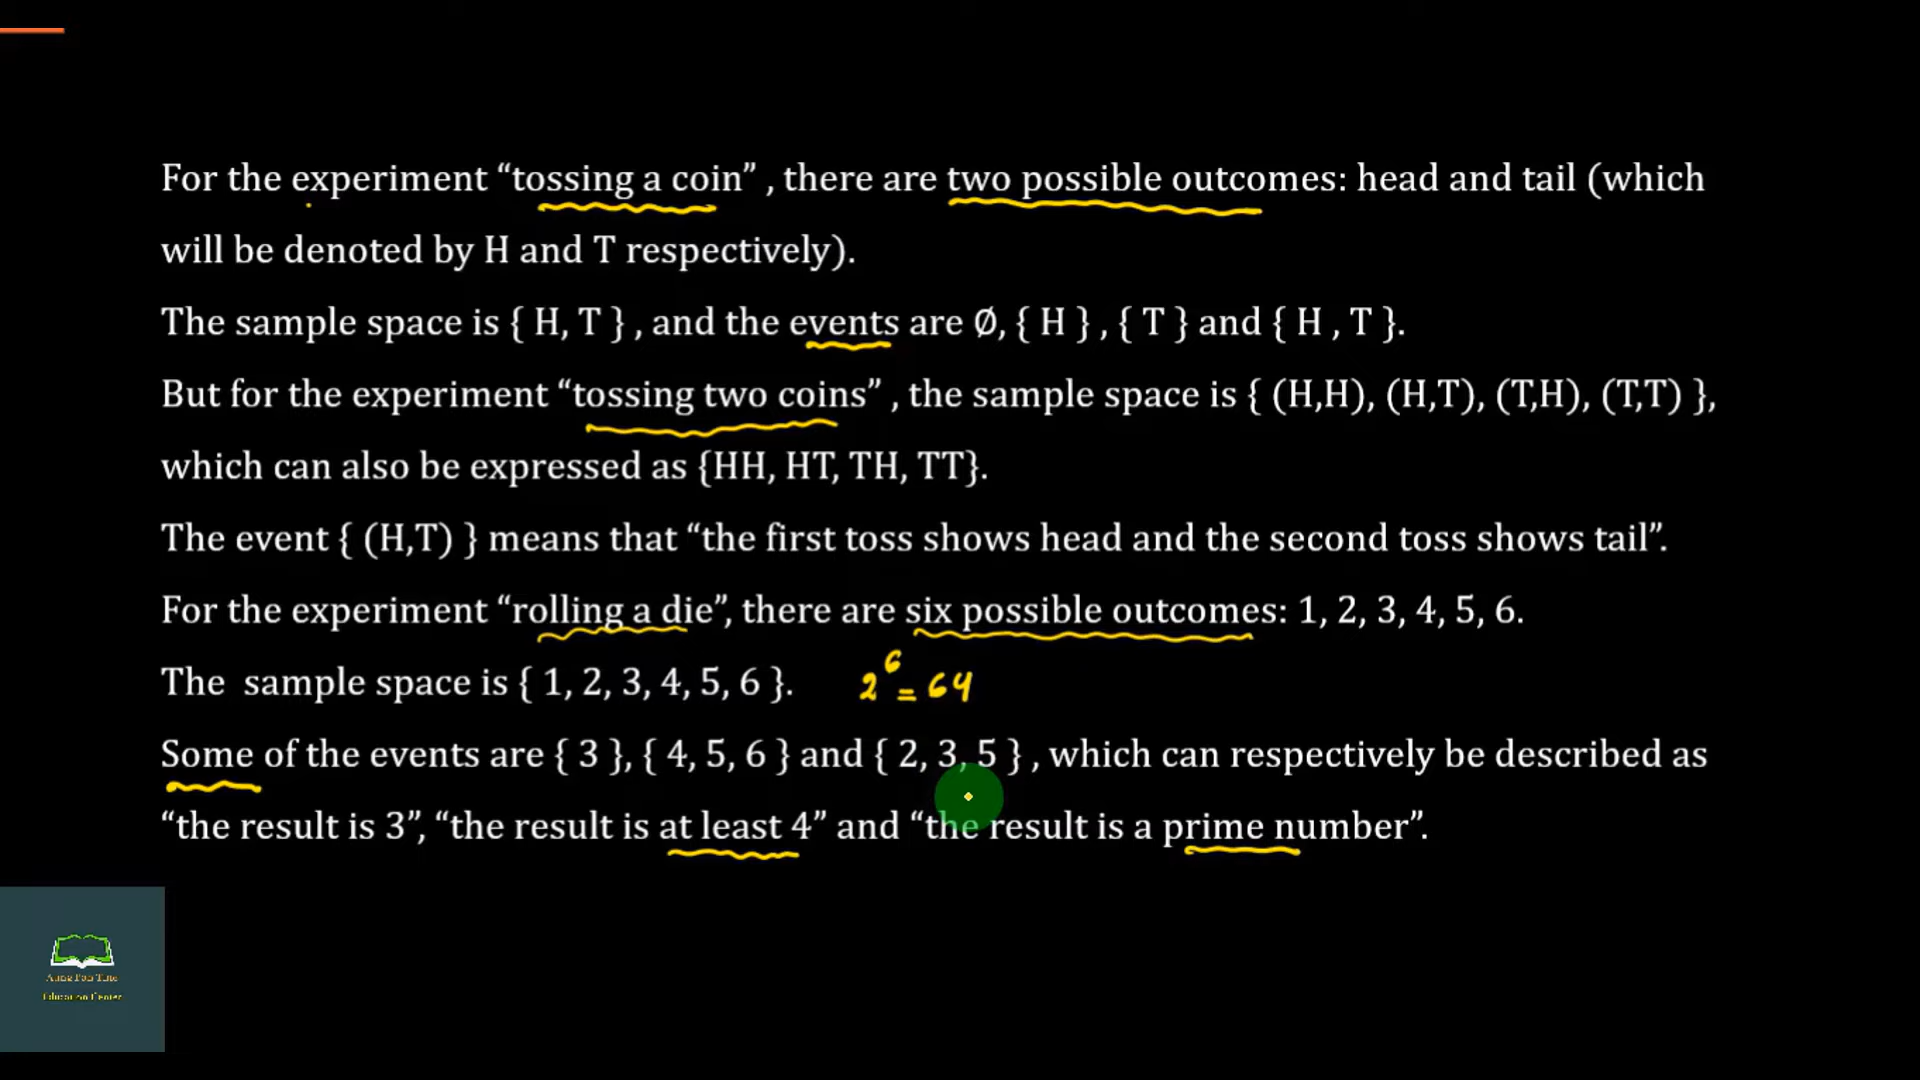 For the experiment “tossing a coin” , there are two possible outcomes: head and tail (which
will be denoted by H and T respectively).
The sample space is { H, T } , and the events are ∅, { H } , { T } and { H , T }.
But for the experiment “tossing two coins” , the sample space is { (H,H), (H,T), (T,H), (T,T) },
which can also be expressed as {HH, HT, TH, TT}.
The event { (H,T) } means that “the first toss shows head and the second toss shows tail”.
For the experiment “rolling a die”, there are six possible outcomes: 1, 2, 3, 4, 5, 6.
The sample space is { 1, 2, 3, 4, 5, 6 }. 2⁶ = 64
Some of the events are { 3 }, { 4, 5, 6 } and { 2, 3, 5 } , which can respectively be described as
“the result is 3”, “the result is at least 4” and “the result is a prime number”.
Education Center